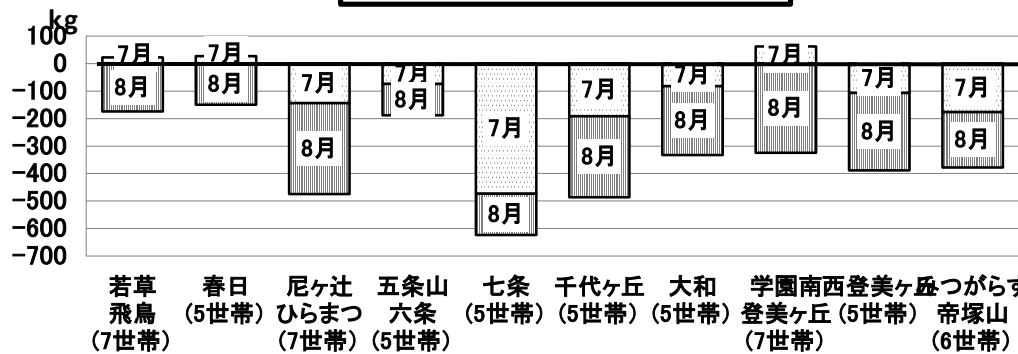 kg
100
0
-100
-200
-300
-400
-500
-600
-700
7月 7月 7月 7月 7月 7月 7月 7月 7月 7月
8月 8月 8月 8月 8月 8月 8月 8月 8月 8月
若草 飛鳥 (7世帯)
春日 (5世帯)
尼ヶ辻 ひらまつ (7世帯)
五条山 六条 (5世帯)
七条 (5世帯)
千代ヶ丘 (5世帯)
大和 (5世帯)
学園南 登美ヶ丘 (7世帯)
西登美ヶ丘 (5世帯)
みつがらす 帝塚山 (6世帯)